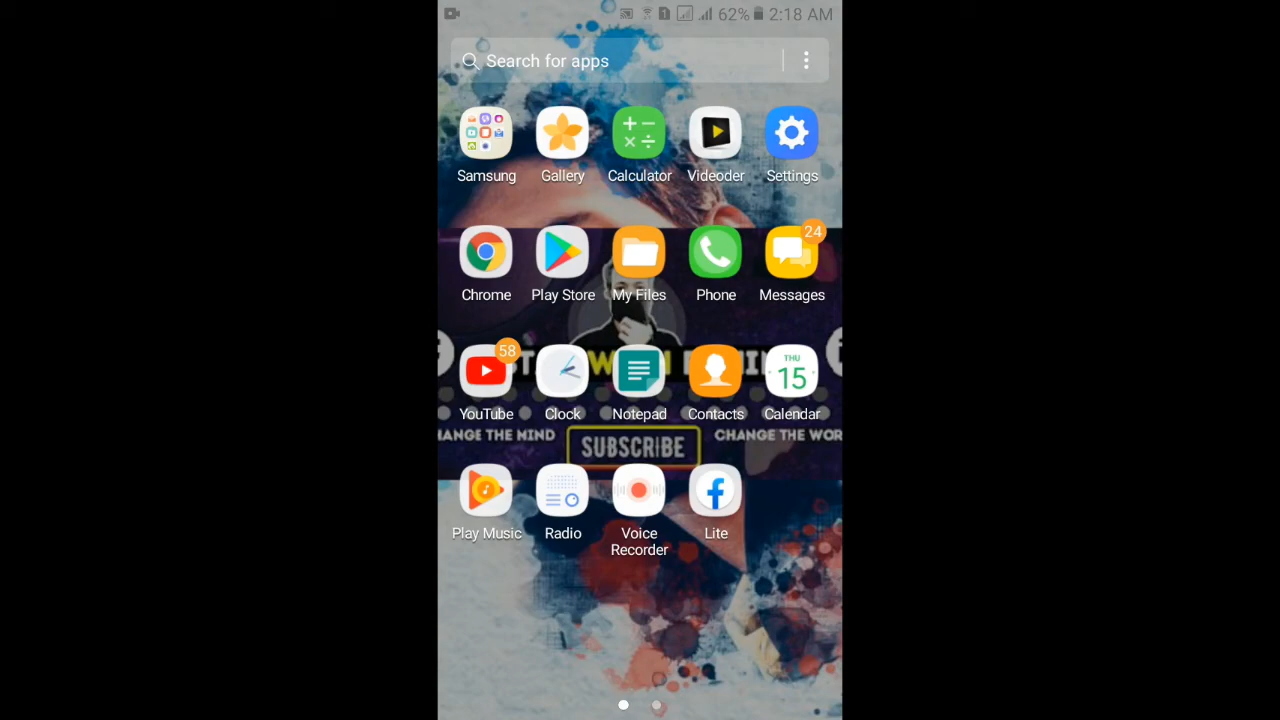 1 62% 2:18 AM
Search for apps
Samsung Gallery Calculator Videoder Settings
24
Chrome Play Store My Files Phone Messages
58
THU
15
YouTube Clock Notepad Contacts Calendar
HANGE THE MIND SUBSCRIBE CHANGE THE WOR
Play Music Radio Voice Recorder Lite